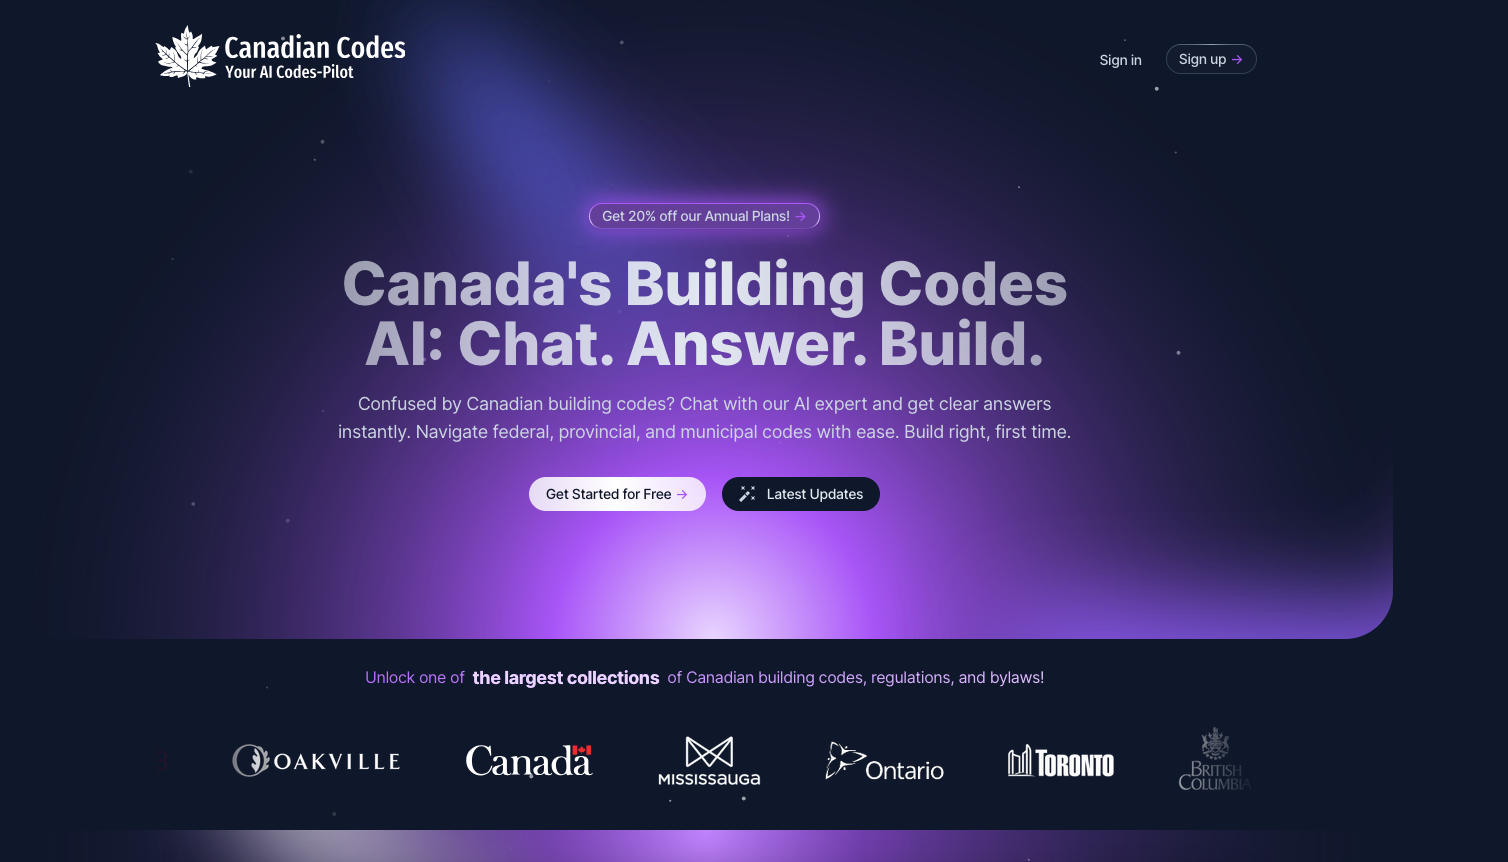 Canadian Codes
Your AI Codes-Pilot
Sign in
Sign up →
Get 20% off our Annual Plans! →
Canada's Building Codes
AI: Chat. Answer. Build.
Confused by Canadian building codes? Chat with our AI expert and get clear answers
instantly. Navigate federal, provincial, and municipal codes with ease. Build right, first time.
Get Started for Free →
Latest Updates
Unlock one of the largest collections of Canadian building codes, regulations, and bylaws!
OAKVILLE
Canada
MISSISSAUGA
Ontario
TORONTO
BRITISH
COLUMBIA